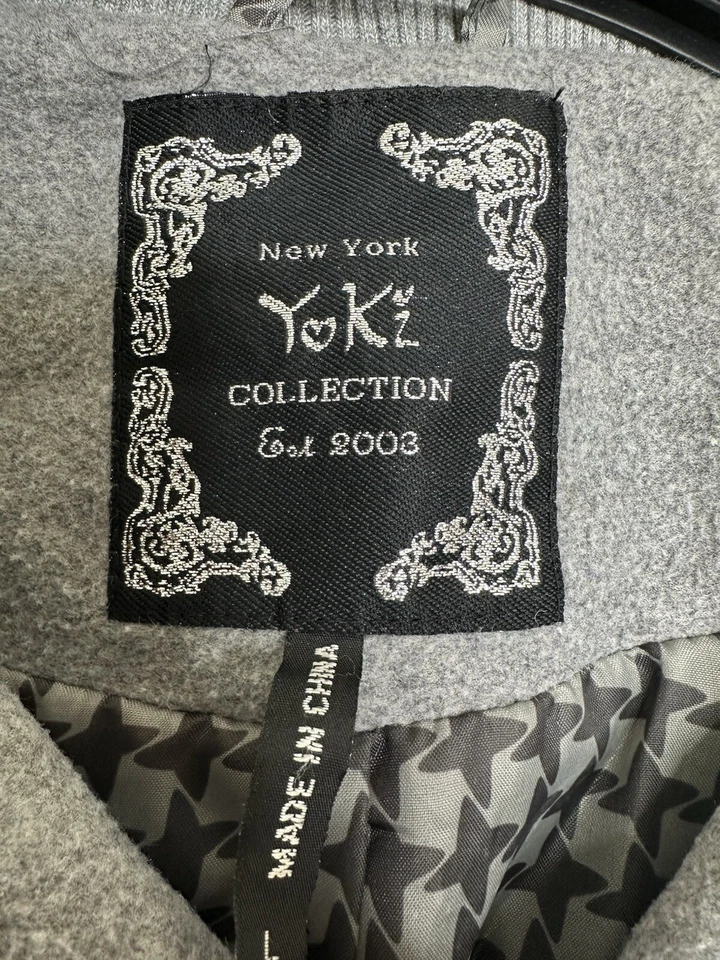 New York
YoKi
COLLECTION
Est 2003
MADE IN CHINA